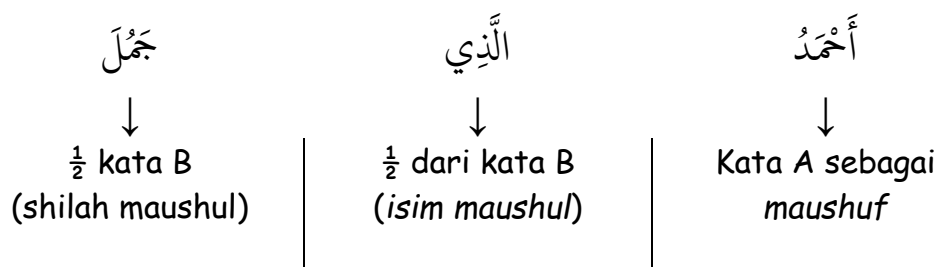 أَحْمَدُ الَّذِي جَمُلَ
↓ ↓ ↓
½ kata B ½ dari kata B Kata A sebagai
(shilah maushul) (isim maushul) maushuf